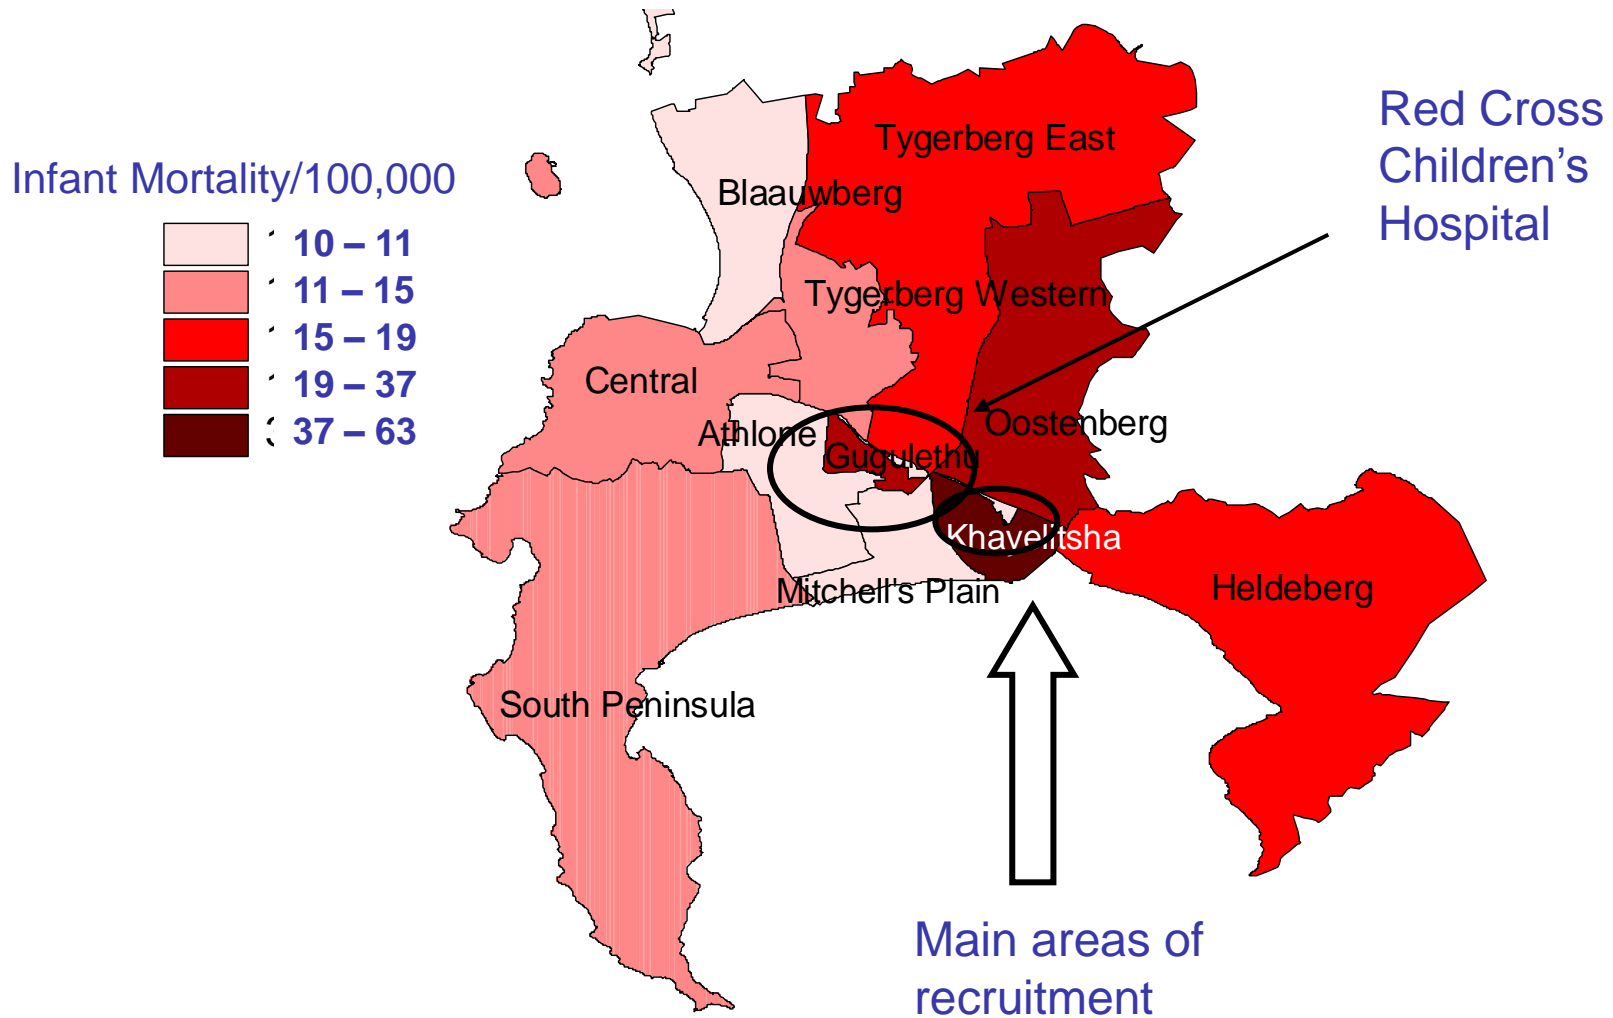 Red Cross
Children's
Hospital
Infant Mortality/100,000
10 – 11
11 – 15
15 – 19
19 – 37
37 – 63
Tygerberg East
Blaauwberg
Tygerberg Western
Central
Athlone
Oostenberg
Gugulethu
Khayelitsha
Mitchell's Plain
Heldeberg
South Peninsula
Main areas of
recruitment